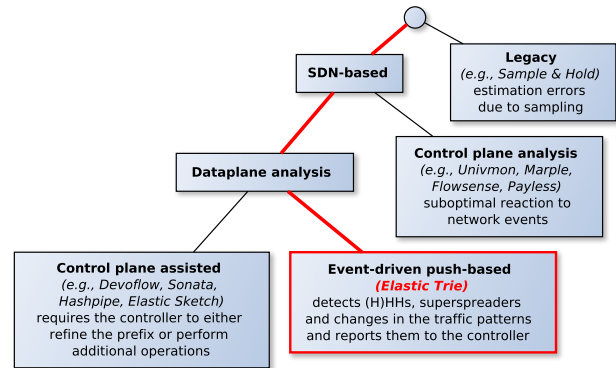 Legacy
(e.g., Sample & Hold)
estimation errors
due to sampling
SDN-based
Control plane analysis
(e.g., Univmon, Marple,
Flowsense, Payless)
suboptimal reaction to
network events
Dataplane analysis
Control plane assisted
(e.g., Devoflow, Sonata,
Hashpipe, Elastic Sketch)
requires the controller to either
refine the prefix or perform
additional operations
Event-driven push-based
(Elastic Trie)
detects (H)HHs, superspreaders
and changes in the traffic patterns
and reports them to the controller